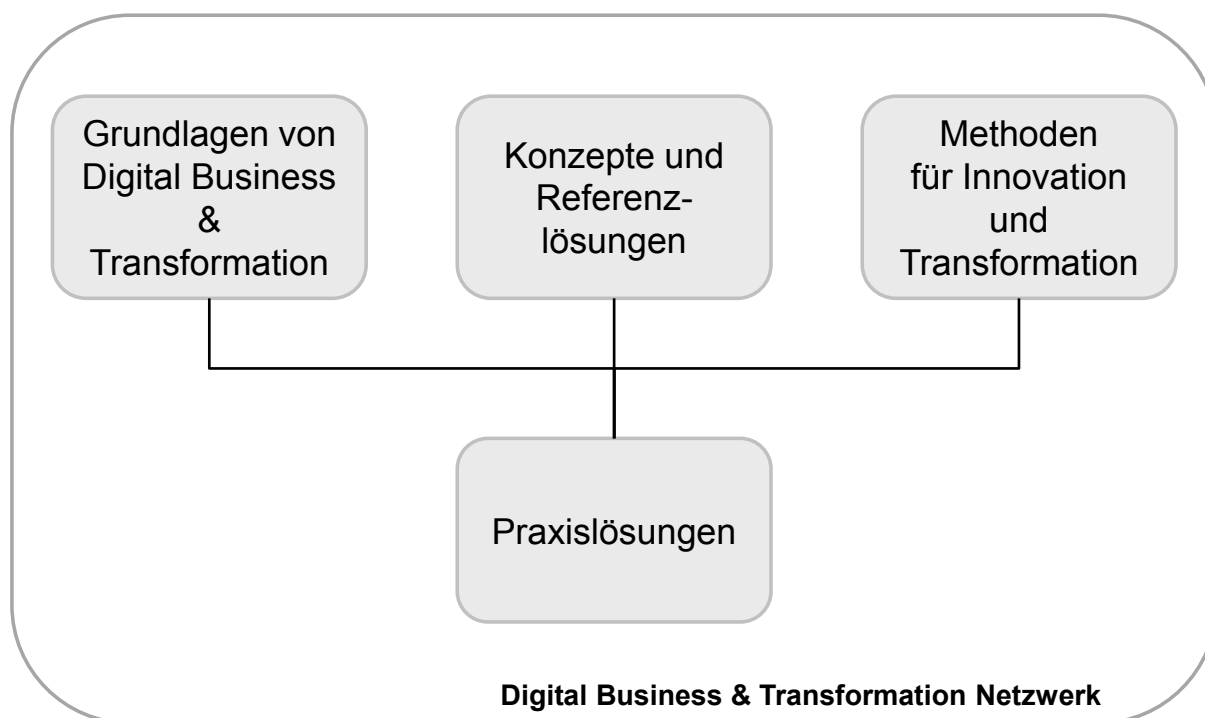 Grundlagen von
Digital Business
&
Transformation
Konzepte und
Referenz-
lösungen
Methoden
für Innovation
und
Transformation
Praxislösungen
Digital Business & Transformation Netzwerk